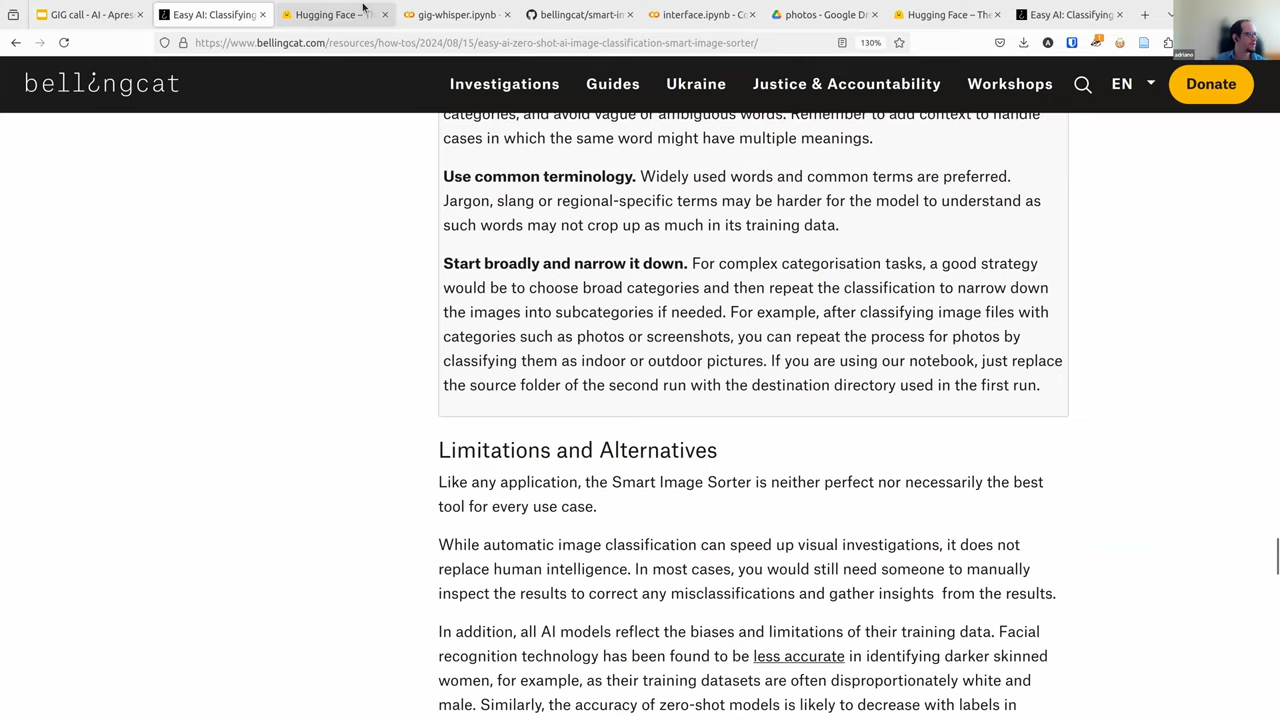 GIG call - AI - Apres
Easy AI: Classifying
Hugging Face – Th
gig-whisper.ipynb -
bellingcat/smart-in
interface.ipynb - Co
photos - Google Dr
Hugging Face – The
Easy AI: Classifying
https://www.bellingcat.com/resources/how-tos/2024/08/15/easy-ai-zero-shot-ai-image-classification-smart-image-sorter/
130%
adriano
bellingcat
Investigations
Guides
Ukraine
Justice & Accountability
Workshops
EN
Donate
categories, and avoid vague or ambiguous words. Remember to add context to handle
cases in which the same word might have multiple meanings.
Use common terminology. Widely used words and common terms are preferred.
Jargon, slang or regional-specific terms may be harder for the model to understand as
such words may not crop up as much in its training data.
Start broadly and narrow it down. For complex categorisation tasks, a good strategy
would be to choose broad categories and then repeat the classification to narrow down
the images into subcategories if needed. For example, after classifying image files with
categories such as photos or screenshots, you can repeat the process for photos by
classifying them as indoor or outdoor pictures. If you are using our notebook, just replace
the source folder of the second run with the destination directory used in the first run.
Limitations and Alternatives
Like any application, the Smart Image Sorter is neither perfect nor necessarily the best
tool for every use case.
While automatic image classification can speed up visual investigations, it does not
replace human intelligence. In most cases, you would still need someone to manually
inspect the results to correct any misclassifications and gather insights from the results.
In addition, all AI models reflect the biases and limitations of their training data. Facial
recognition technology has been found to be less accurate in identifying darker skinned
women, for example, as their training datasets are often disproportionately white and
male. Similarly, the accuracy of zero-shot models is likely to decrease with labels in